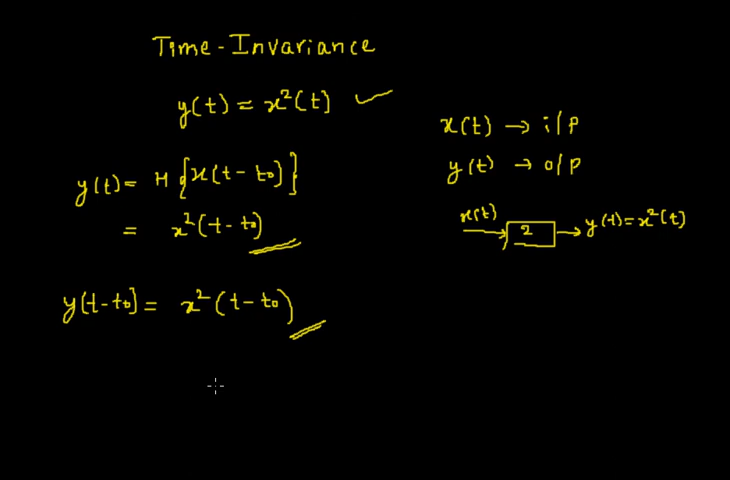 Time-Invariance
y(t) = x²(t) ✓
y(t) = H{x(t - t₀)}
= x²(t - t₀)
y(t - t₀] = x²(t - t₀)
x(t) → i/p
y(t) → o/p
x(t) → 2 → y(t) = x²(t)